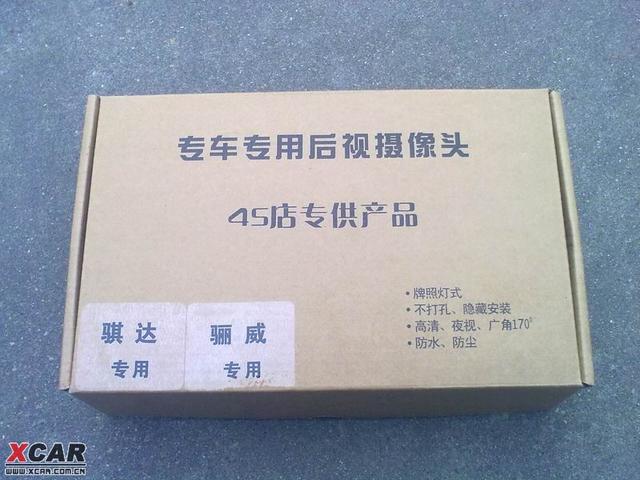 专车专用后视摄像头
4S店专供产品
·牌照灯式
·不打孔、隐藏安装
·高清、夜视、广角170°
·防水、防尘
骐达
专用
骊威
专用
XCAR
WWW.XCAR.COM.CN